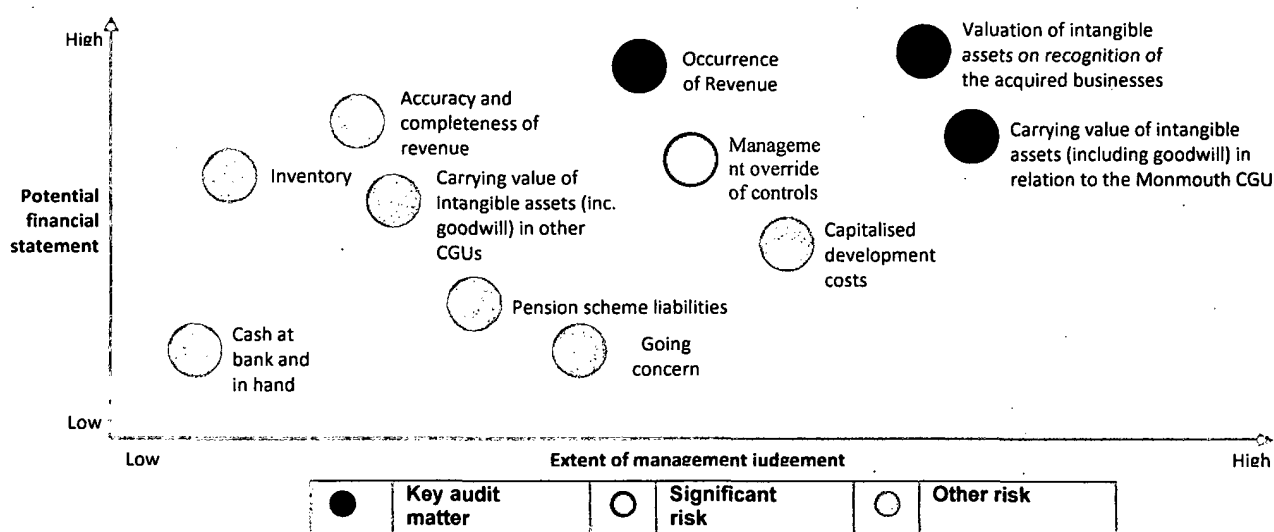 High
Potential
financial
statement
Low
Low
Extent of management judgement
High
Occurrence
of Revenue
Valuation of intangible
assets on recognition of
the acquired businesses
Accuracy and
completeness of
revenue
Manageme
nt override
of controls
Carrying value of intangible
assets (including goodwill) in
relation to the Monmouth CGU
Inventory
Carrying value of
Intangible assets (inc.
goodwill) in other
CGUs
Capitalised
development
costs
Pension scheme liabilities
Cash at
bank and
in hand
Going
concern
Key audit
matter
Significant
risk
Other risk